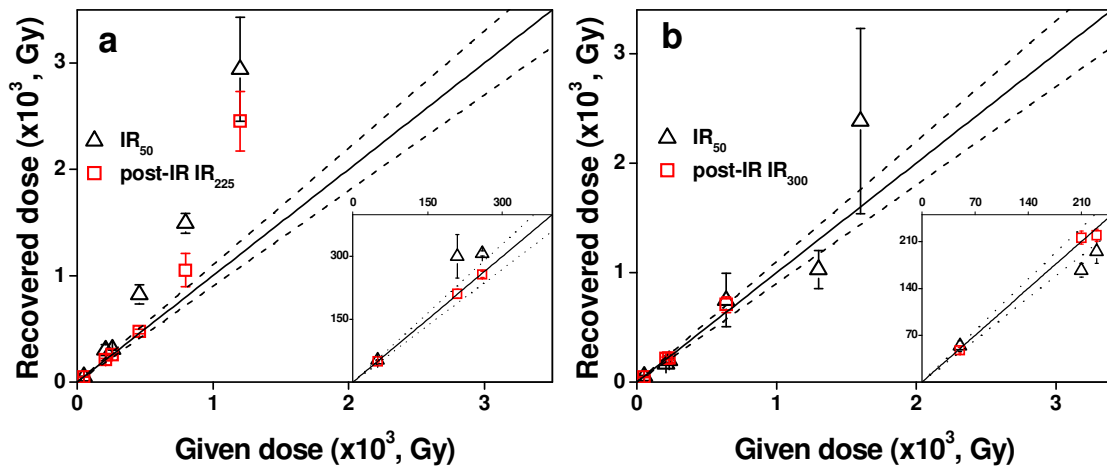 a
Recovered dose (x10³, Gy)
3
2
1
0
IR₅₀
post-IR IR₂₂₅
0 150 300
300
150
0 1 2 3
Given dose (x10³, Gy)
b
Recovered dose (x10³, Gy)
3
2
1
0
IR₅₀
post-IR IR₃₀₀
0 70 140 210
210
140
70
0 1 2 3
Given dose (x10³, Gy)